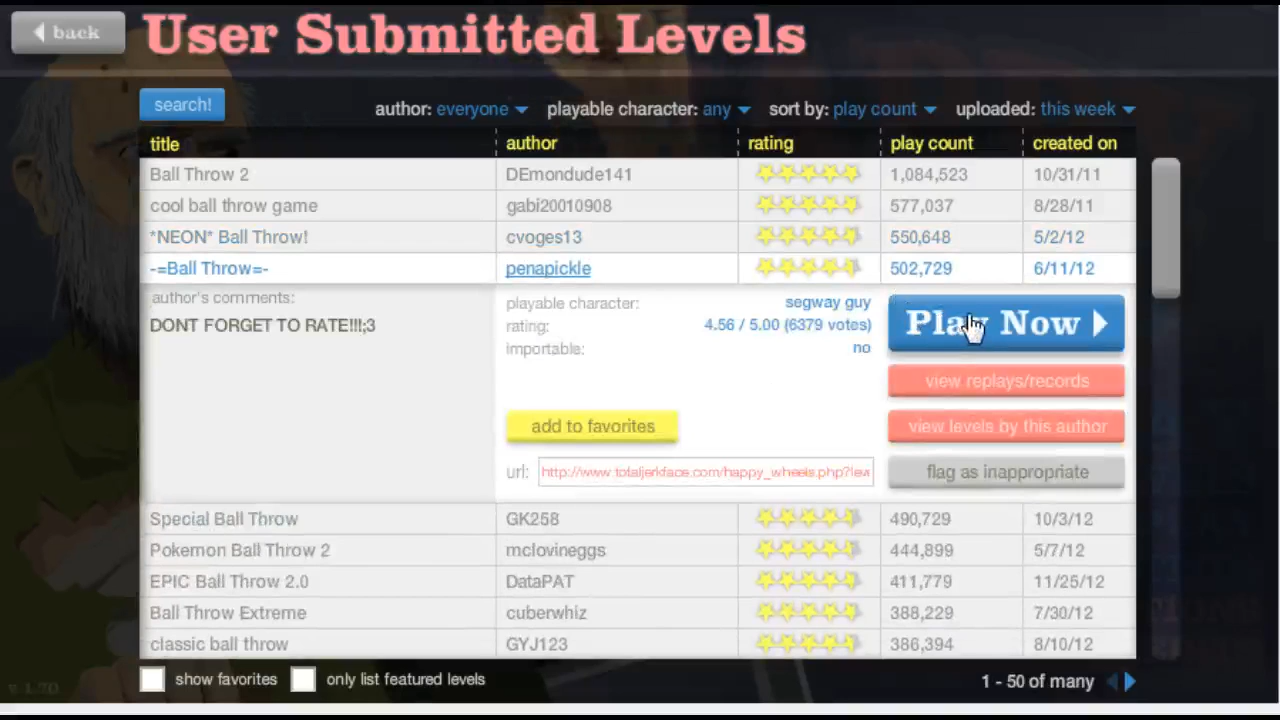 back User Submitted Levels
search! author: everyone playable character: any sort by: play count uploaded: this week
title author rating play count created on
Ball Throw 2 DEmondude141 1,084,523 10/31/11
cool ball throw game gabi20010908 577,037 8/28/11
*NEON* Ball Throw! cvoges13 550,648 5/2/12
-=Ball Throw=- penapickle 502,729 6/11/12
author's comments: playable character: segway guy
DONT FORGET TO RATE!!!;3 rating: 4.56 / 5.00 (6379 votes) Play Now
importable: no
view replays/records
add to favorites view levels by this author
url: http://www.totaljerkface.com/happy_wheels.php?lev flag as inappropriate
Special Ball Throw GK258 490,729 10/3/12
Pokemon Ball Throw 2 mclovineggs 444,899 5/7/12
EPIC Ball Throw 2.0 DataPAT 411,779 11/25/12
Ball Throw Extreme cuberwhiz 388,229 7/30/12
classic ball throw GYJ123 386,394 8/10/12
show favorites only list featured levels 1 - 50 of many
v 1.70